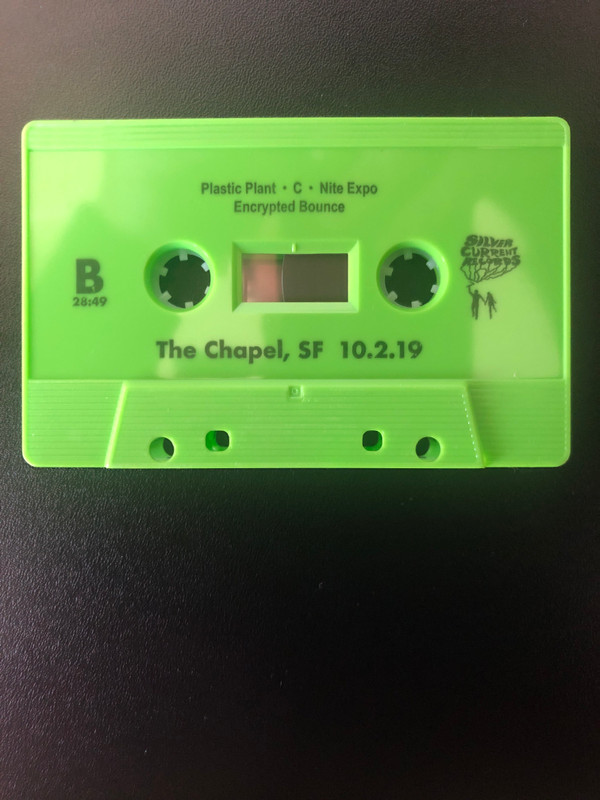 Plastic Plant • C • Nite Expo
Encrypted Bounce
B
28:49
SILVER
CURRENT
RECORDS
The Chapel, SF 10.2.19